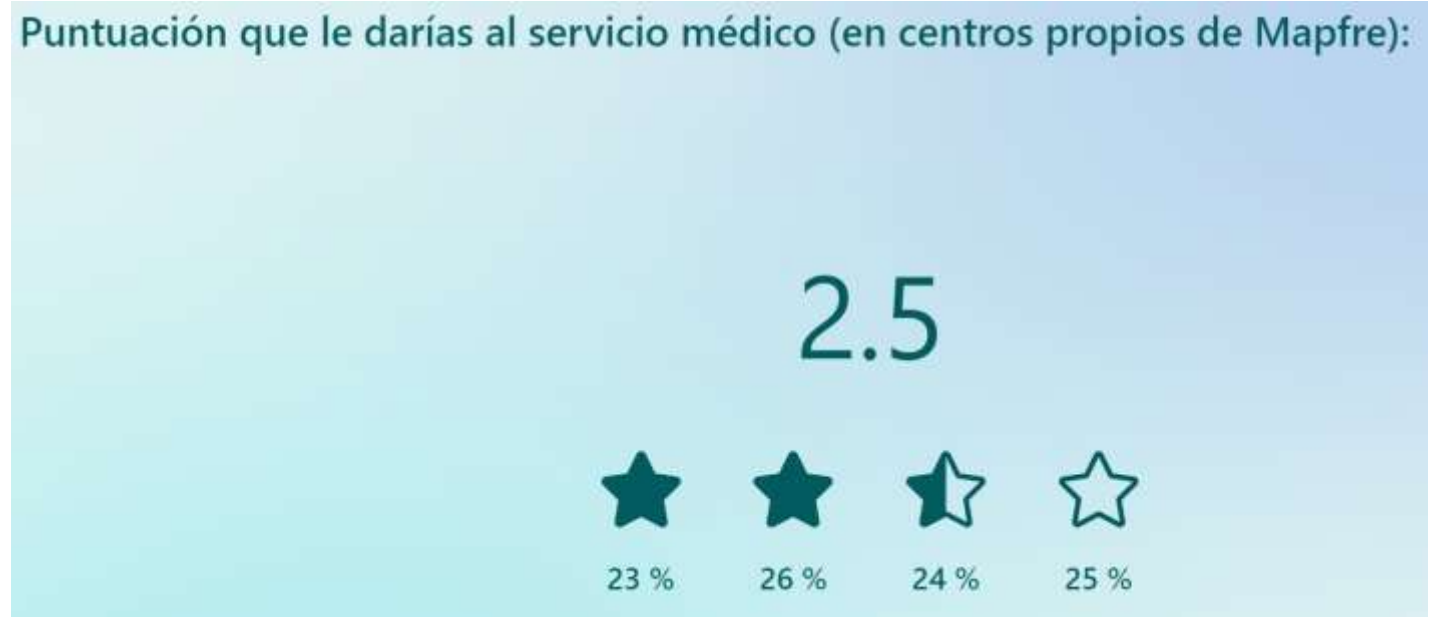 Puntuación que le darías al servicio médico (en centros propios de Mapfre):
2.5
23 % 26 % 24 % 25 %